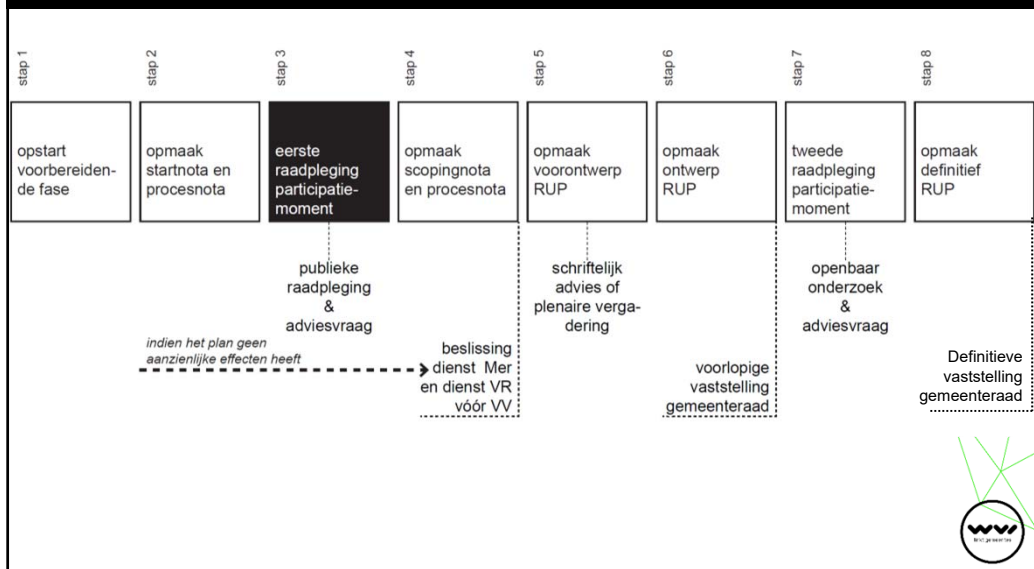 stap 1
stap 2
stap 3
stap 4
stap 5
stap 6
stap 7
stap 8
opstart
voorbereiden-
de fase
opmaak
startnota en
procesnota
eerste
raadpleging
participatie-
moment
opmaak
scopingnota
en procesnota
opmaak
voorontwerp
RUP
opmaak
ontwerp
RUP
tweede
raadpleging
participatie-
moment
opmaak
definitief
RUP
publieke
raadpleging
&
adviesvraag
schriftelijk
advies of
plenaire verga-
dering
openbaar
onderzoek
&
adviesvraag
indien het plan geen
aanzienlijke effecten heeft
beslissing
dienst Mer
en dienst VR
vóór VV
voorlopige
vaststelling
gemeenteraad
Definitieve
vaststelling
gemeenteraad
wvi